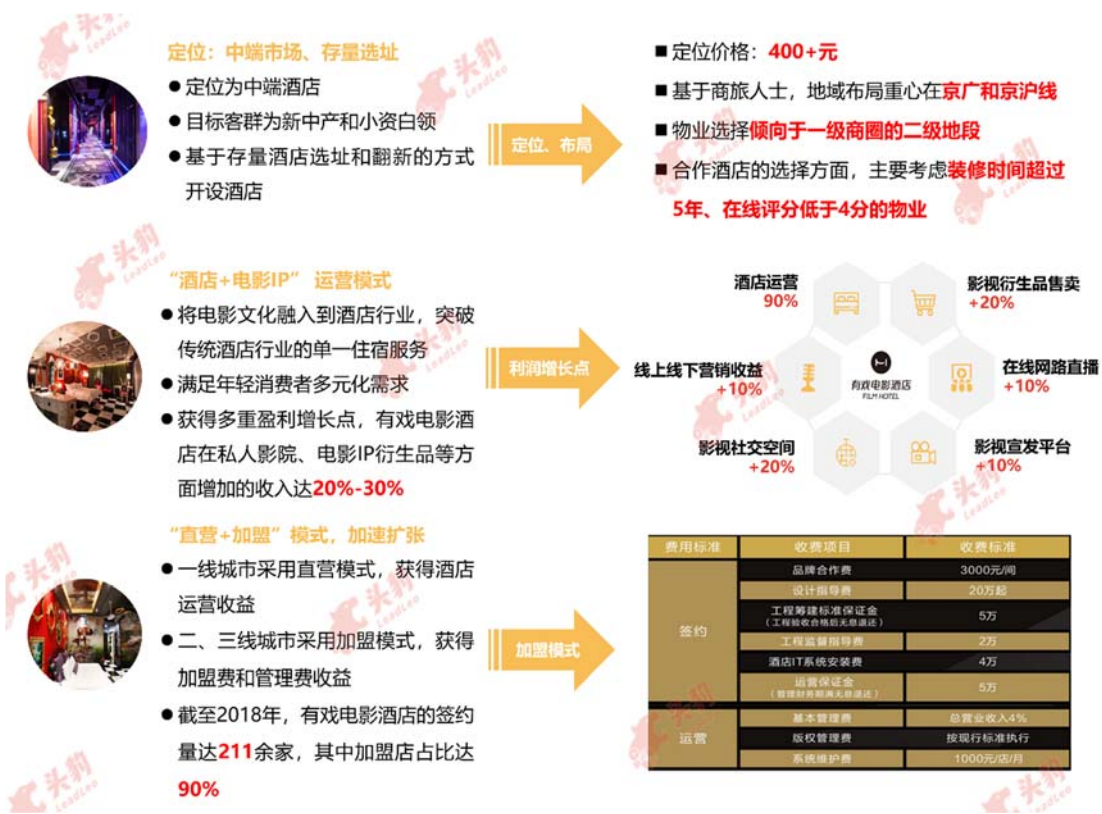 定位：中端市场、存量选址
●定位为中端酒店
●目标客群为新中产和小资白领
●基于存量酒店选址和翻新的方式
开设酒店
定位、布局
■定位价格：400+元
■基于商旅人士，地域布局重心在京广和京沪线
■物业选择倾向于一级商圈的二级地段
■合作酒店的选择方面，主要考虑装修时间超过
5年、在线评分低于4分的物业
“酒店+电影IP” 运营模式
●将电影文化融入到酒店行业，突破
传统酒店行业的单一住宿服务
●满足年轻消费者多元化需求
●获得多重盈利增长点，有戏电影酒
店在私人影院、电影IP衍生品等方
面增加的收入达20%-30%
利润增长点
酒店运营
90%
影视衍生品售卖
+20%
线上线下营销收益
+10%
有戏电影酒店
FILM HOTEL
在线网路直播
+10%
影视社交空间
+20%
影视宣发平台
+10%
“直营+加盟”模式，加速扩张
●一线城市采用直营模式，获得酒店
运营收益
●二、三线城市采用加盟模式，获得
加盟费和管理费收益
●截至2018年，有戏电影酒店的签约
量达211余家，其中加盟店占比达
90%
加盟模式
费用标准 收费项目 收费标准
签约
品牌合作费 3000元/间
设计指导费 20万起
工程筹建标准保证金
（工程验收合格后无息退还） 5万
工程监督指导费 2万
酒店IT系统安装费 4万
运营保证金
（管理财务期满无息退还） 5万
运营
基本管理费 总营业收入4%
版权管理费 按现行标准执行
系统维护费 1000元/店/月
头豹
LeadLeo